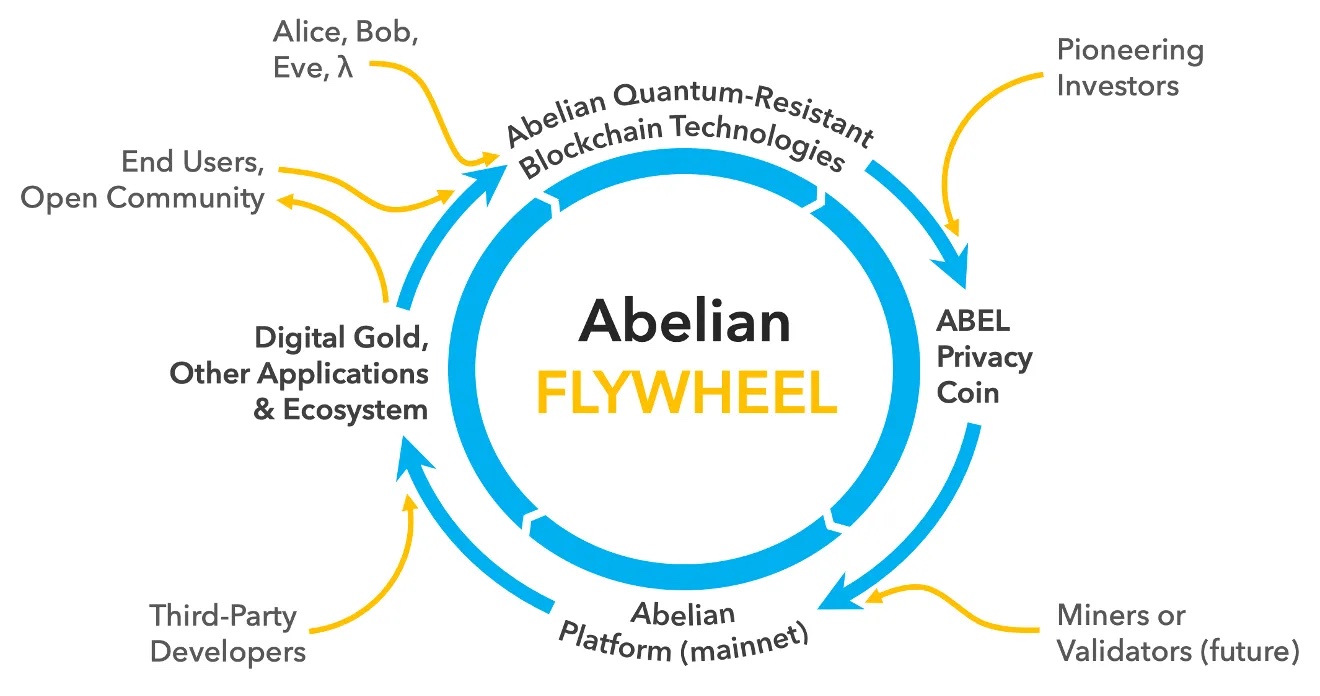 Alice, Bob,
Eve, λ
Pioneering
Investors
Abelian Quantum-Resistant
Blockchain Technologies
End Users,
Open Community
Abelian
FLYWHEEL
ABEL
Privacy
Coin
Digital Gold,
Other Applications
& Ecosystem
Third-Party
Developers
Abelian
Platform (mainnet)
Miners or
Validators (future)